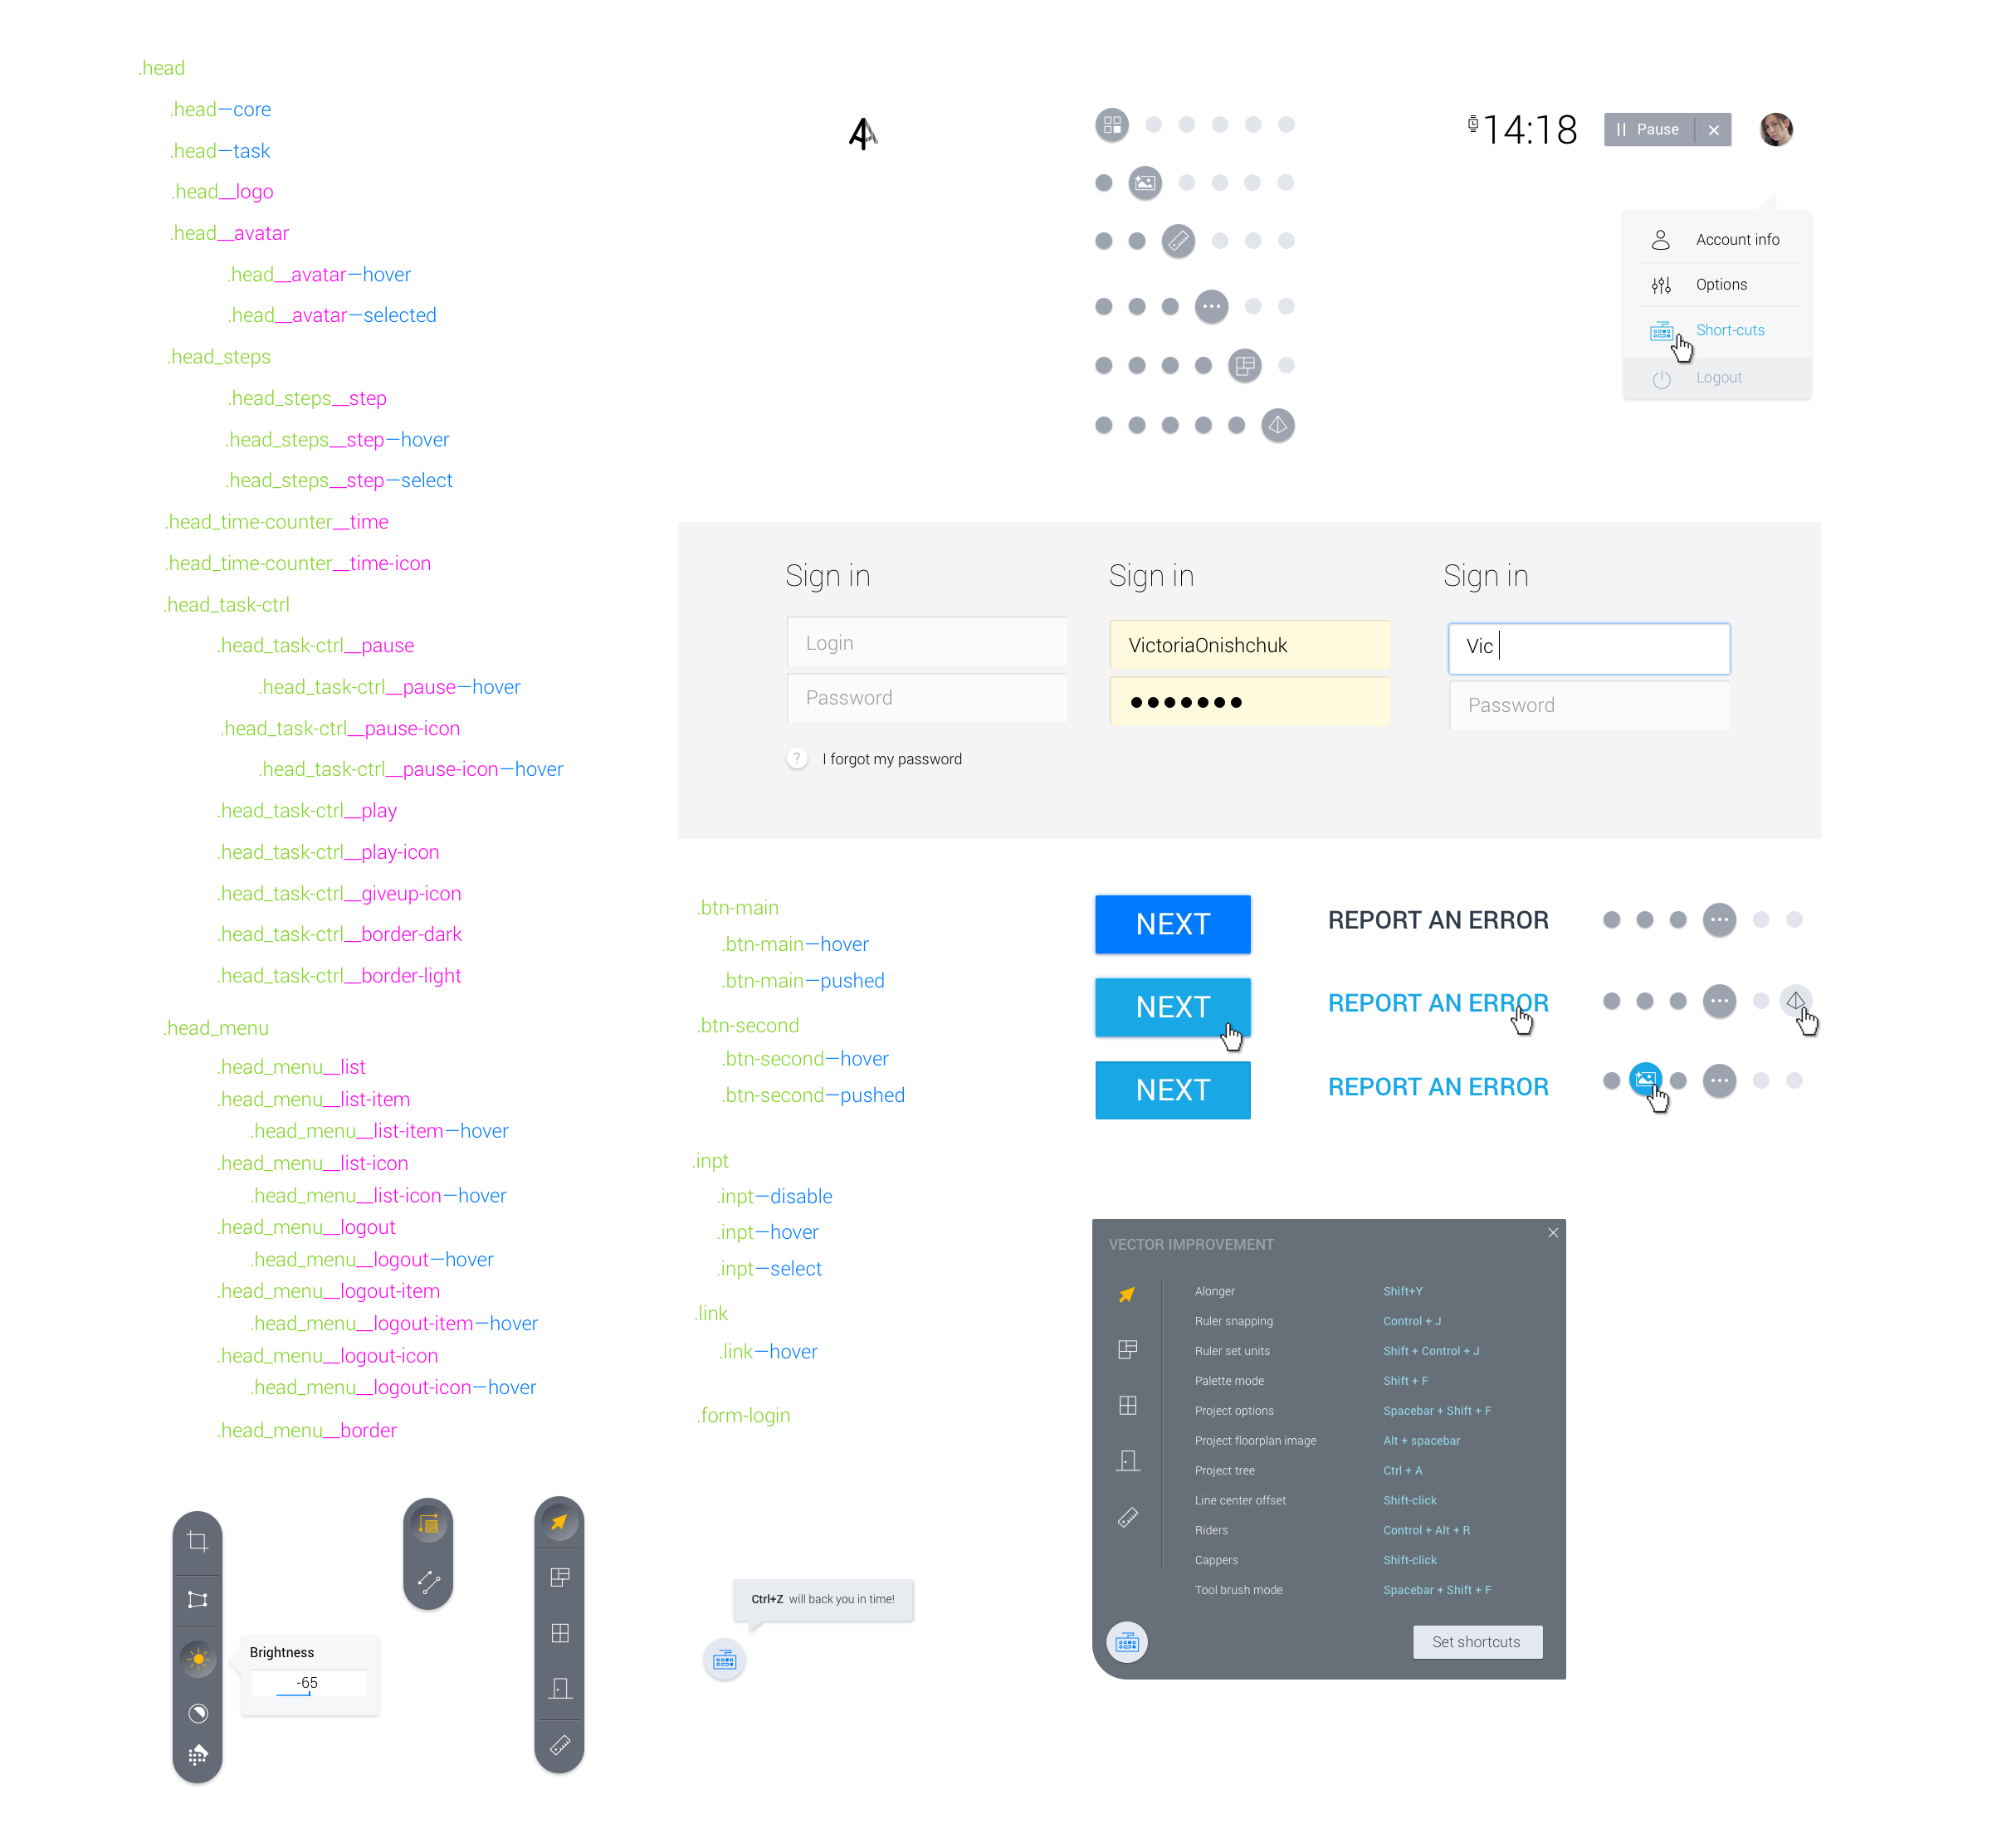 .head
.head—core
.head—task
.head__logo
.head__avatar
.head__avatar—hover
.head__avatar—selected
.head_steps
.head_steps__step
.head_steps__step—hover
.head_steps__step—select
.head_time-counter__time
.head_time-counter__time-icon
.head_task-ctrl
.head_task-ctrl__pause
.head_task-ctrl__pause—hover
.head_task-ctrl__pause-icon
.head_task-ctrl__pause-icon—hover
.head_task-ctrl__play
.head_task-ctrl__play-icon
.head_task-ctrl__giveup-icon
.head_task-ctrl__border-dark
.head_task-ctrl__border-light
.head_menu
.head_menu__list
.head_menu__list-item
.head_menu__list-item—hover
.head_menu__list-icon
.head_menu__list-icon—hover
.head_menu__logout
.head_menu__logout—hover
.head_menu__logout-item
.head_menu__logout-item—hover
.head_menu__logout-icon
.head_menu__logout-icon—hover
.head_menu__border
14:18
Pause
Account info
Options
Short-cuts
Logout
Sign in
Login
Password
? I forgot my password
Sign in
VictoriaOnishchuk
Sign in
Vic
Password
.btn-main
.btn-main—hover
.btn-main—pushed
.btn-second
.btn-second—hover
.btn-second—pushed
.inpt
.inpt—disable
.inpt—hover
.inpt—select
.link
.link—hover
.form-login
NEXT
REPORT AN ERROR
NEXT
REPORT AN ERROR
NEXT
REPORT AN ERROR
VECTOR IMPROVEMENT
Alonger Shift+Y
Ruler snapping Control + J
Ruler set units Shift + Control + J
Palette mode Shift + F
Project options Spacebar + Shift + F
Project floorplan image Alt + spacebar
Project tree Ctrl + A
Line center offset Shift-click
Riders Control + Alt + R
Cappers Shift-click
Tool brush mode Spacebar + Shift + F
Set shortcuts
Brightness
-65
Ctrl+Z will back you in time!